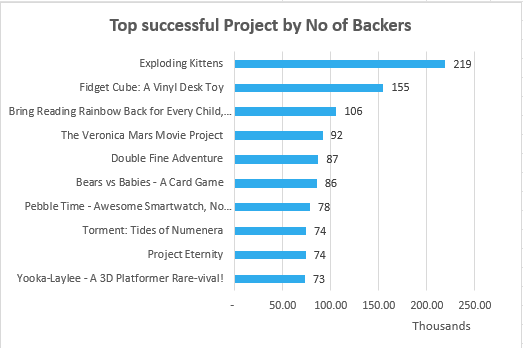 Top successful Project by No of Backers
Exploding Kittens 219
Fidget Cube: A Vinyl Desk Toy 155
Bring Reading Rainbow Back for Every Child,... 106
The Veronica Mars Movie Project 92
Double Fine Adventure 87
Bears vs Babies - A Card Game 86
Pebble Time - Awesome Smartwatch, No... 78
Torment: Tides of Numenera 74
Project Eternity 74
Yooka-Laylee - A 3D Platformer Rare-vival! 73
- 50.00 100.00 150.00 200.00 250.00
Thousands